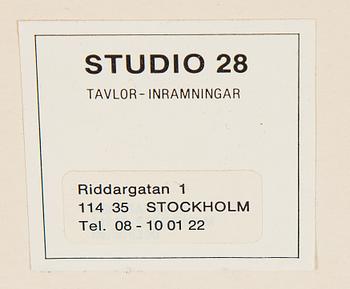 STUDIO 28
TAVLOR-INRAMNINGAR
Riddargatan 1
114 35 STOCKHOLM
Tel. 08 - 10 01 22